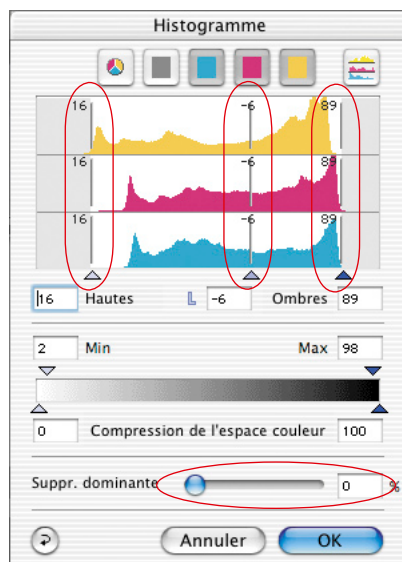 Histogramme
16 -6 89
16 -6 89
16 -6 89
16 Hautes L -6 Ombres 89
2 Min Max 98
0 Compression de l'espace couleur 100
Suppr. dominante 0 %
Annuler OK